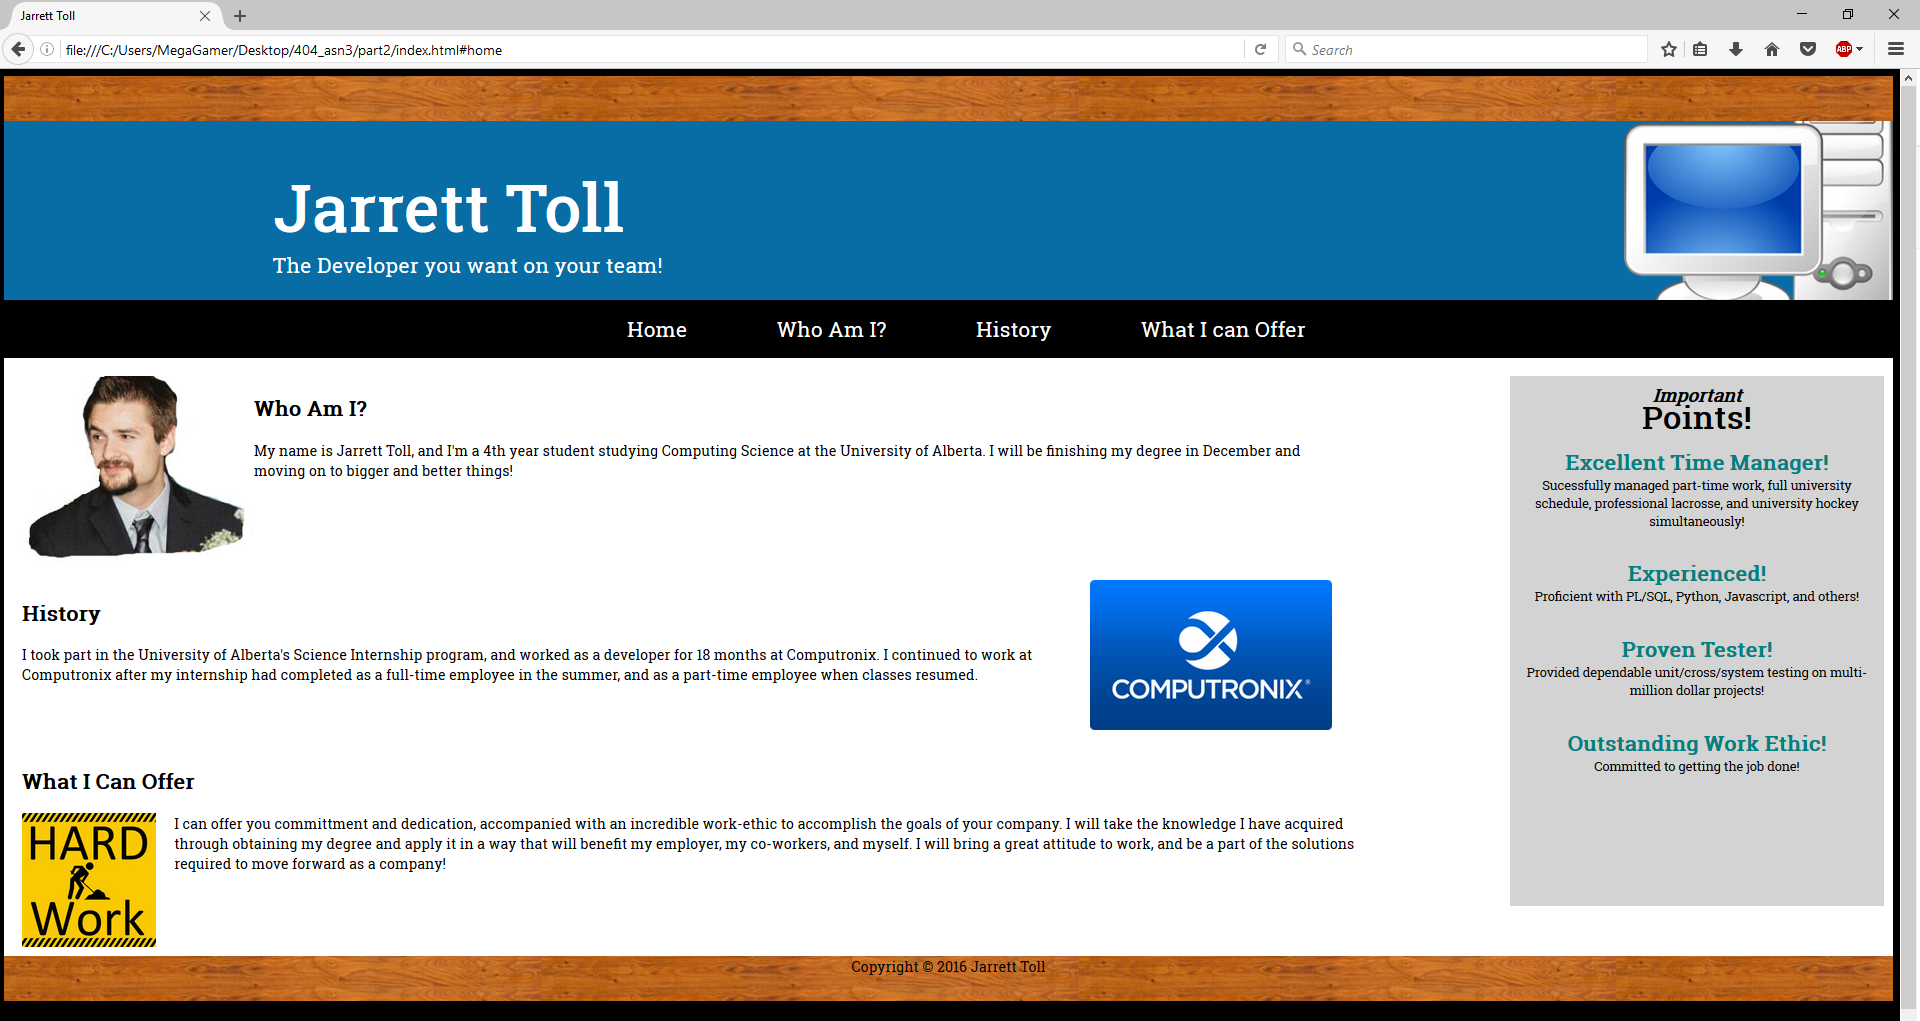 Jarrett Toll
file:///C:/Users/MegaGamer/Desktop/404_asn3/part2/index.html#home
Search
ABP
Jarrett Toll
The Developer you want on your team!
Home
Who Am I?
History
What I can Offer
Who Am I?
My name is Jarrett Toll, and I'm a 4th year student studying Computing Science at the University of Alberta. I will be finishing my degree in December and
moving on to bigger and better things!
History
I took part in the University of Alberta's Science Internship program, and worked as a developer for 18 months at Computronix. I continued to work at
Computronix after my internship had completed as a full-time employee in the summer, and as a part-time employee when classes resumed.
COMPUTRONIX®
What I Can Offer
HARD
Work
I can offer you committment and dedication, accompanied with an incredible work-ethic to accomplish the goals of your company. I will take the knowledge I have acquired
through obtaining my degree and apply it in a way that will benefit my employer, my co-workers, and myself. I will bring a great attitude to work, and be a part of the solutions
required to move forward as a company!
Important
Points!
Excellent Time Manager!
Sucessfully managed part-time work, full university
schedule, professional lacrosse, and university hockey
simultaneously!
Experienced!
Proficient with PL/SQL, Python, Javascript, and others!
Proven Tester!
Provided dependable unit/cross/system testing on multi-
million dollar projects!
Outstanding Work Ethic!
Committed to getting the job done!
Copyright © 2016 Jarrett Toll